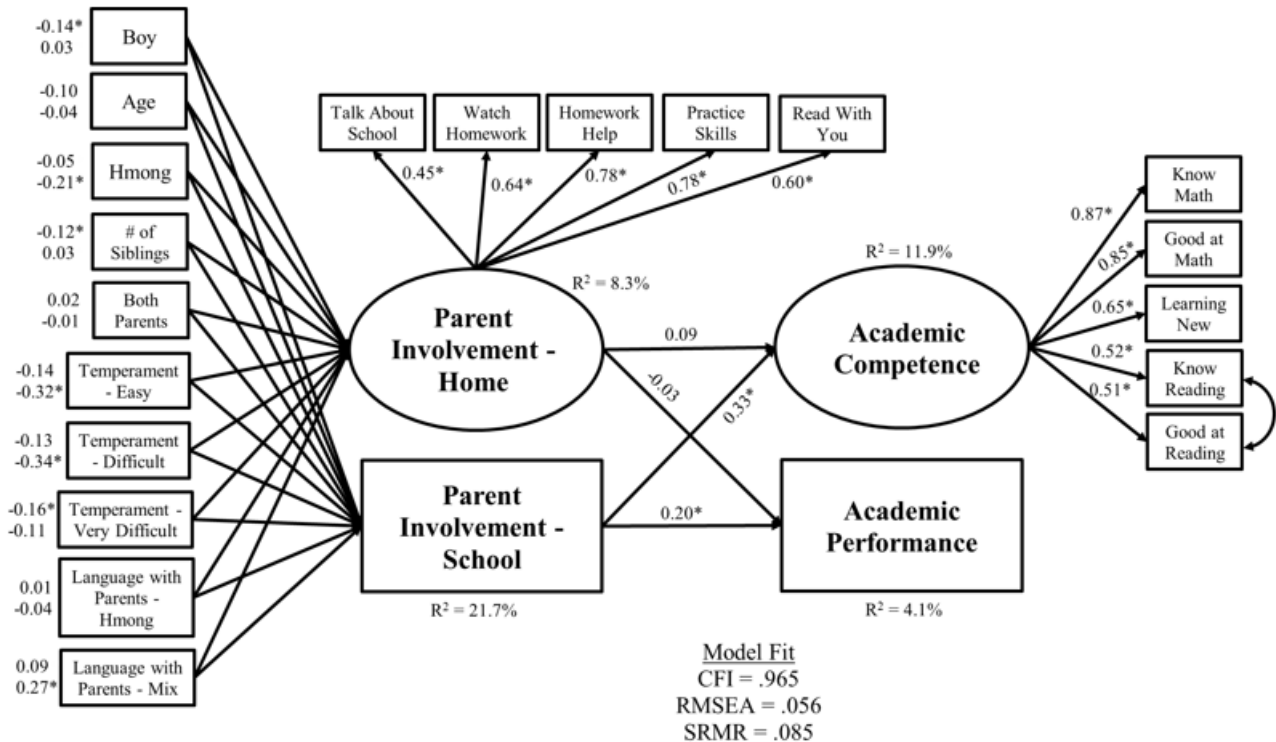 -0.14*
0.03
Boy
-0.10
-0.04
Age
-0.05
-0.21*
Hmong
-0.12*
0.03
# of
Siblings
0.02
-0.01
Both
Parents
-0.14
-0.32*
Temperament
- Easy
-0.13
-0.34*
Temperament
- Difficult
-0.16*
-0.11
Temperament -
Very Difficult
0.01
-0.04
Language with
Parents -
Hmong
0.09
0.27*
Language with
Parents - Mix
Talk About
School
Watch
Homework
Homework
Help
Practice
Skills
Read With
You
0.45*
0.64*
0.78*
0.78*
0.60*
R² = 8.3%
Parent
Involvement -
Home
Parent
Involvement -
School
R² = 21.7%
0.09
-0.03
0.33*
0.20*
R² = 11.9%
Academic
Competence
Academic
Performance
R² = 4.1%
0.87*
0.85*
0.65*
0.52*
0.51*
Know
Math
Good at
Math
Learning
New
Know
Reading
Good at
Reading
Model Fit
CFI = .965
RMSEA = .056
SRMR = .085